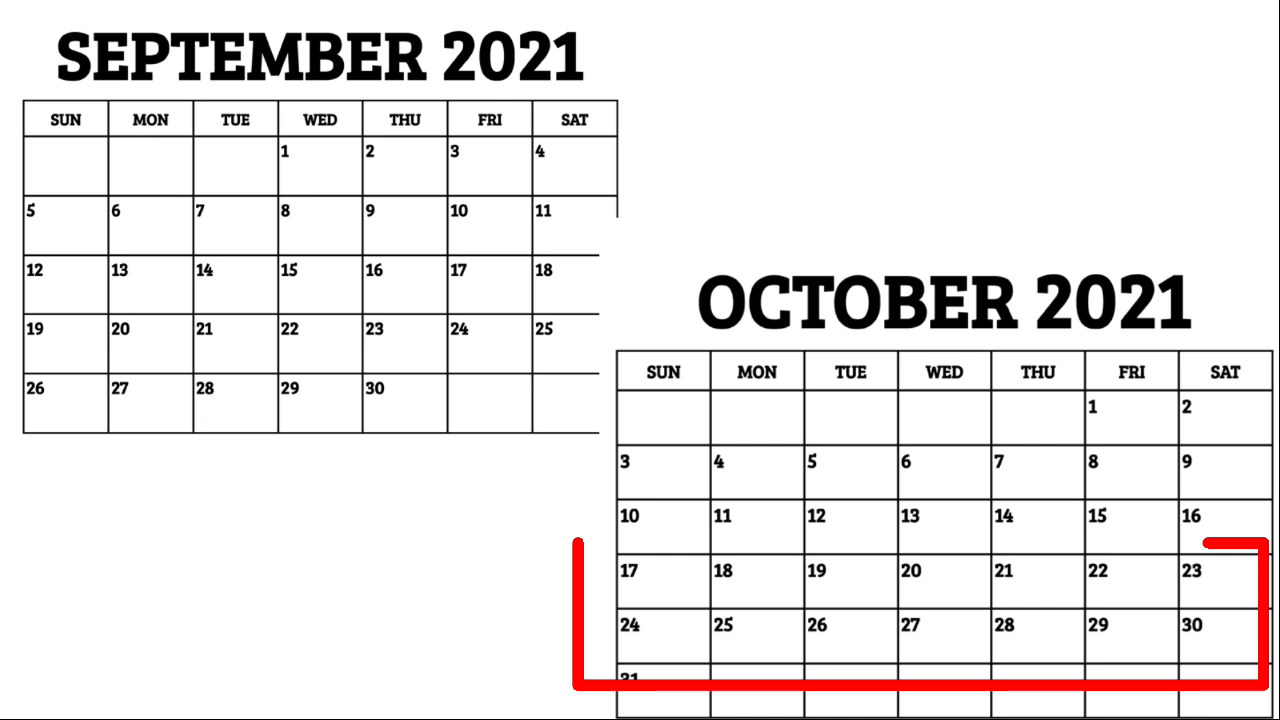 SEPTEMBER 2021
SUN MON TUE WED THU FRI SAT
1 2 3 4
5 6 7 8 9 10 11
12 13 14 15 16 17 18
19 20 21 22 23 24 25
26 27 28 29 30
OCTOBER 2021
SUN MON TUE WED THU FRI SAT
1 2
3 4 5 6 7 8 9
10 11 12 13 14 15 16
17 18 19 20 21 22 23
24 25 26 27 28 29 30
31